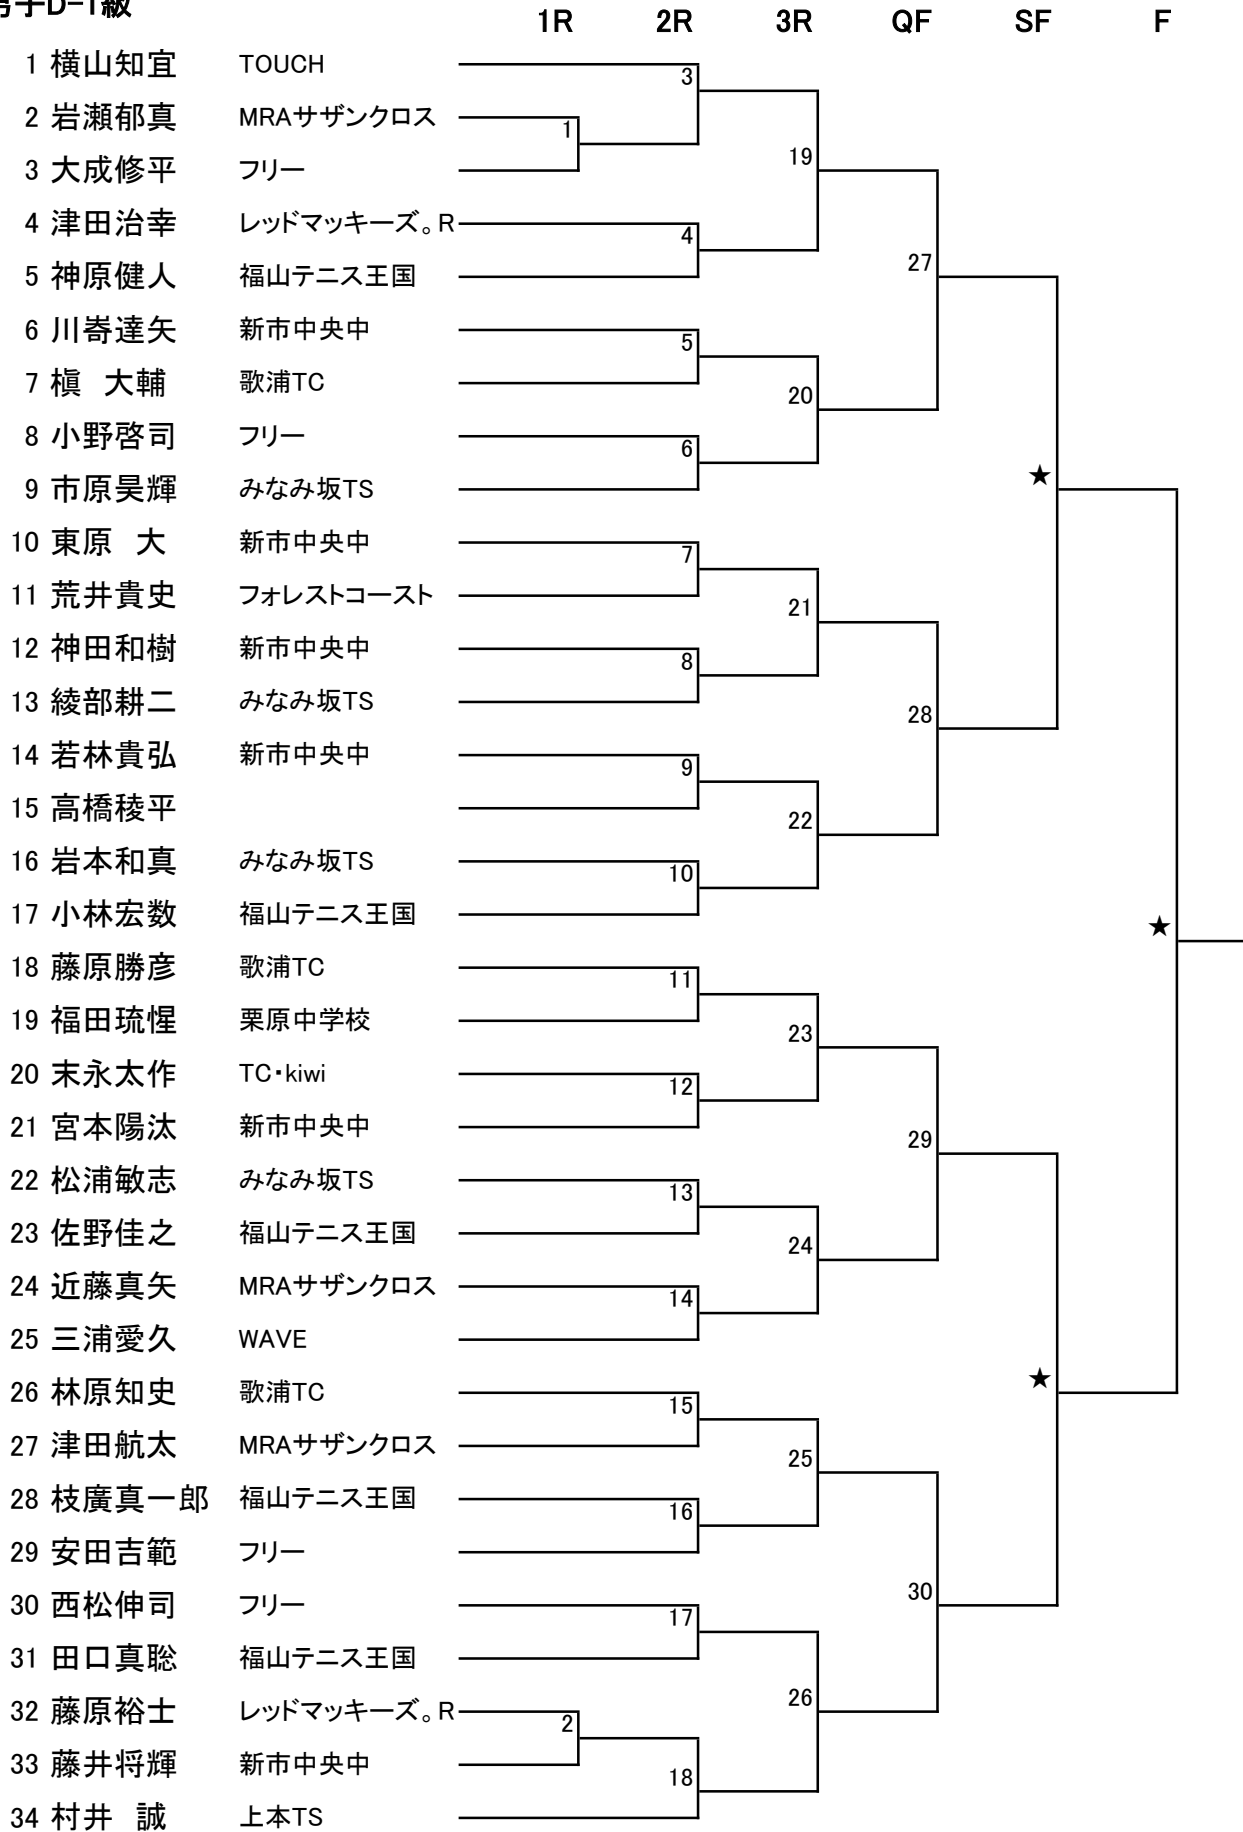 男子D-1級
1R 2R 3R QF SF F
1 横山知宜 TOUCH
3
2 岩瀬郁真 MRAサザンクロス
1
19
3 大成修平 フリー
4 津田治幸 レッドマッキーズ。R
4
27
5 神原健人 福山テニス王国
6 川嵜達矢 新市中央中
5
7 槇 大輔 歌浦TC
20
8 小野啓司 フリー
6
★
9 市原昊輝 みなみ坂TS
10 東原 大 新市中央中
7
11 荒井貴史 フォレストコースト
21
12 神田和樹 新市中央中
8
13 綾部耕二 みなみ坂TS
28
14 若林貴弘 新市中央中
9
15 高橋稜平
22
16 岩本和真 みなみ坂TS
10
17 小林宏数 福山テニス王国
★
18 藤原勝彦 歌浦TC
11
19 福田琉惺 栗原中学校
23
20 末永太作 TC・kiwi
12
21 宮本陽汰 新市中央中
29
22 松浦敏志 みなみ坂TS
13
23 佐野佳之 福山テニス王国
24
24 近藤真矢 MRAサザンクロス
14
25 三浦愛久 WAVE
★
26 林原知史 歌浦TC
15
27 津田航太 MRAサザンクロス
25
28 枝廣真一郎 福山テニス王国
16
29 安田吉範 フリー
30
30 西松伸司 フリー
17
31 田口真聡 福山テニス王国
26
32 藤原裕士 レッドマッキーズ。R
2
33 藤井将輝 新市中央中
18
34 村井 誠 上本TS